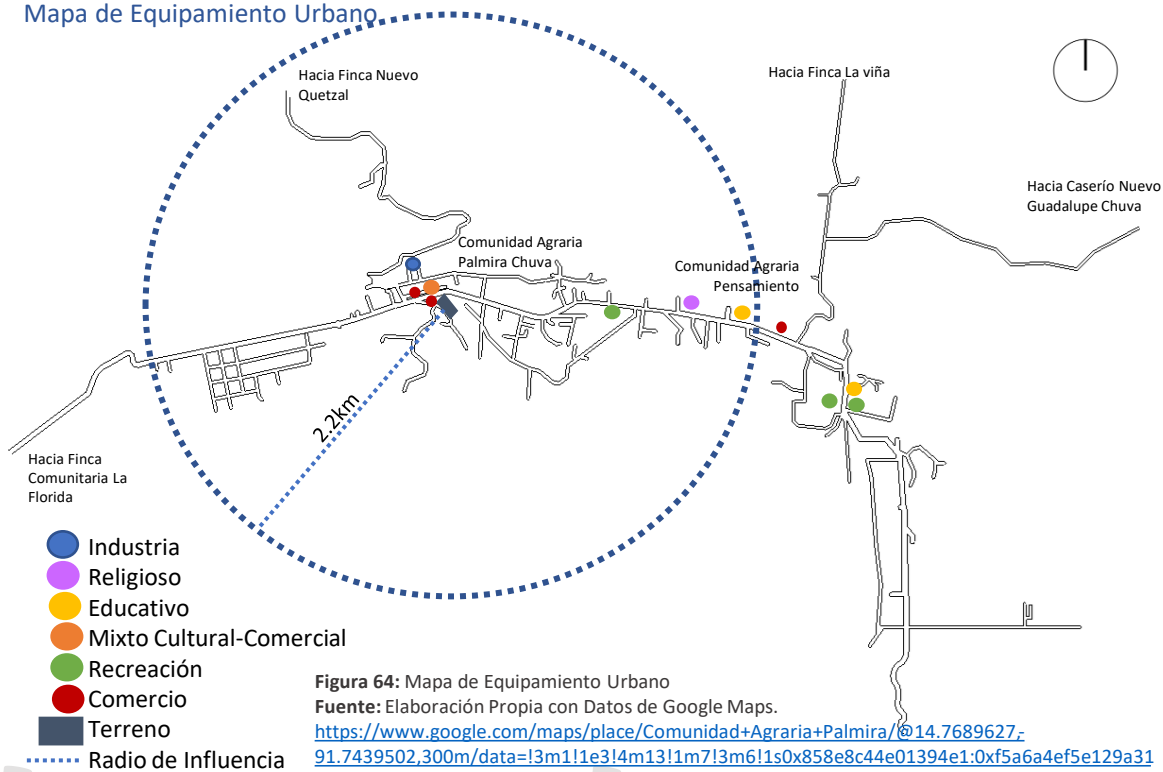 Mapa de Equipamiento Urbano
Hacia Finca Nuevo
Quetzal
Hacia Finca La viña
Hacia Caserío Nuevo
Guadalupe Chuva
Comunidad Agraria
Palmira Chuva
Comunidad Agraria
Pensamiento
2.2km
Hacia Finca
Comunitaria La
Florida
Industria
Religioso
Educativo
Mixto Cultural-Comercial
Recreación
Comercio
Terreno
Radio de Influencia
Figura 64: Mapa de Equipamiento Urbano
Fuente: Elaboración Propia con Datos de Google Maps.
https://www.google.com/maps/place/Comunidad+Agraria+Palmira/@14.7689627,-
91.7439502,300m/data=!3m1!1e3!4m13!1m7!3m6!1s0x858e8c44e01394e1:0xf5a6a4ef5e129a31